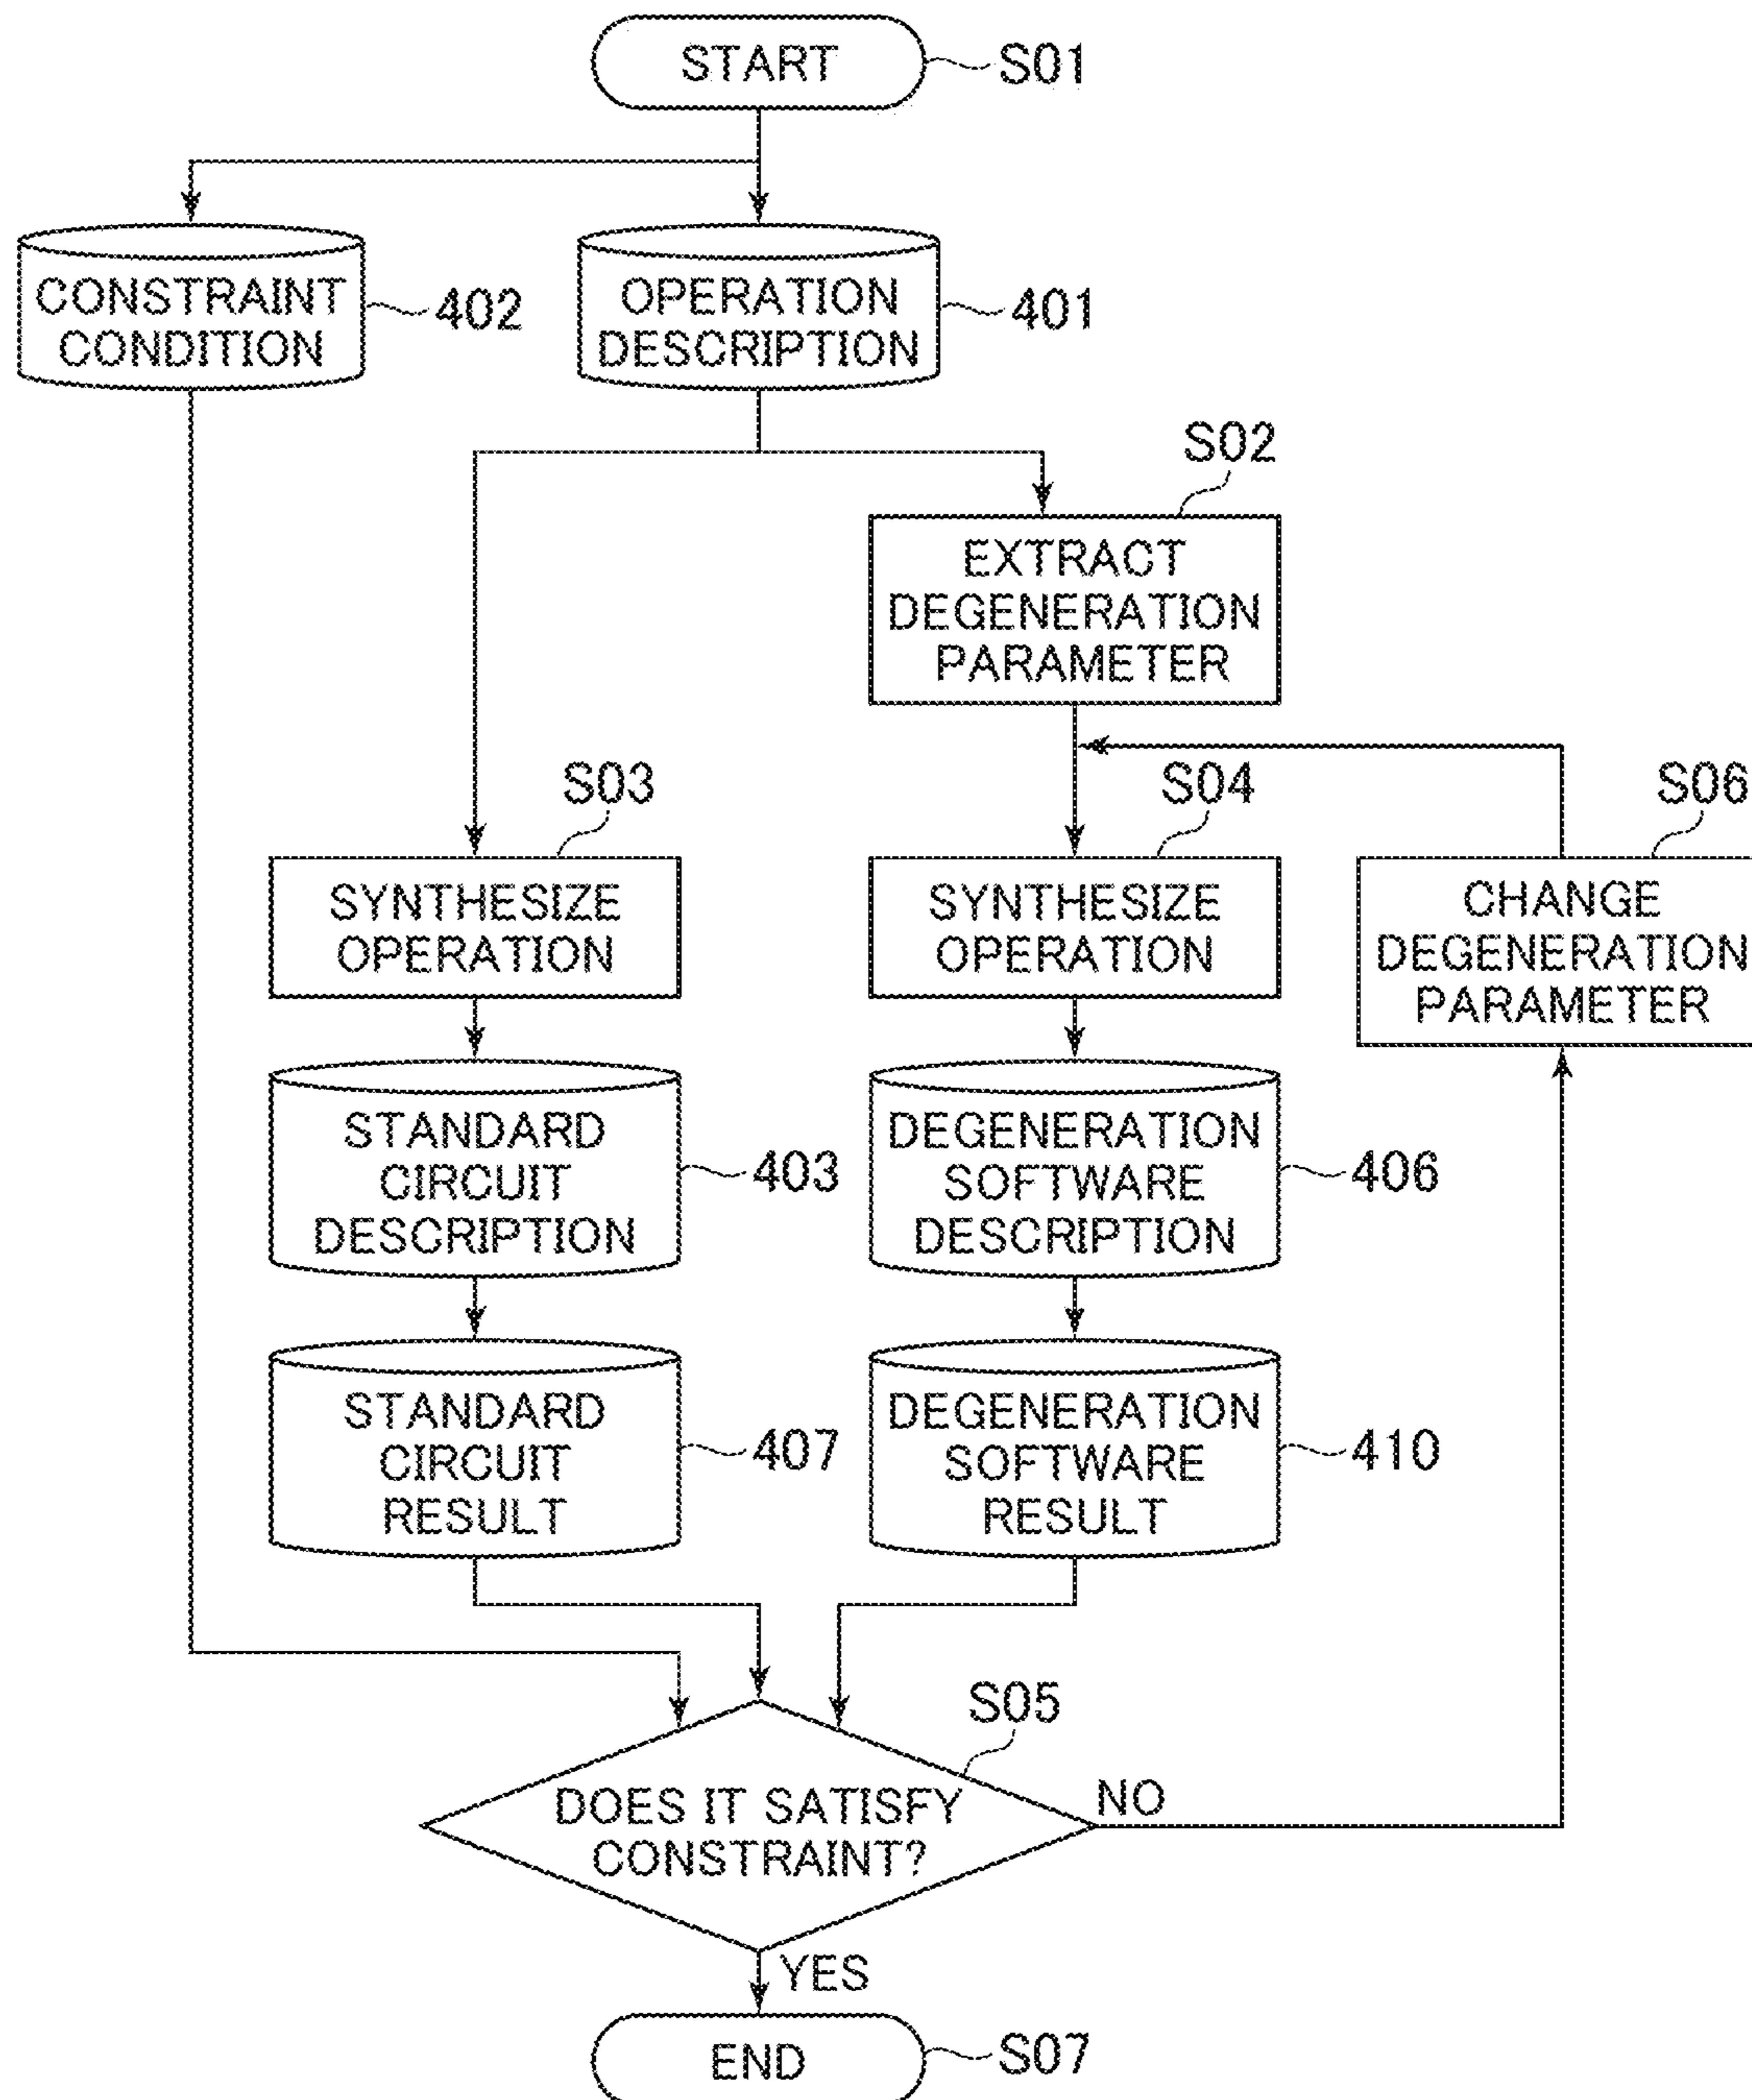 START
S01
CONSTRAINT
CONDITION
402
OPERATION
DESCRIPTION
401
S02
EXTRACT
DEGENERATION
PARAMETER
S03
SYNTHESIZE
OPERATION
S04
SYNTHESIZE
OPERATION
S06
CHANGE
DEGENERATION
PARAMETER
STANDARD
CIRCUIT
DESCRIPTION
403
DEGENERATION
SOFTWARE
DESCRIPTION
406
STANDARD
CIRCUIT
RESULT
407
DEGENERATION
SOFTWARE
RESULT
410
S05
DOES IT SATISFY
CONSTRAINT?
NO
YES
END
S07